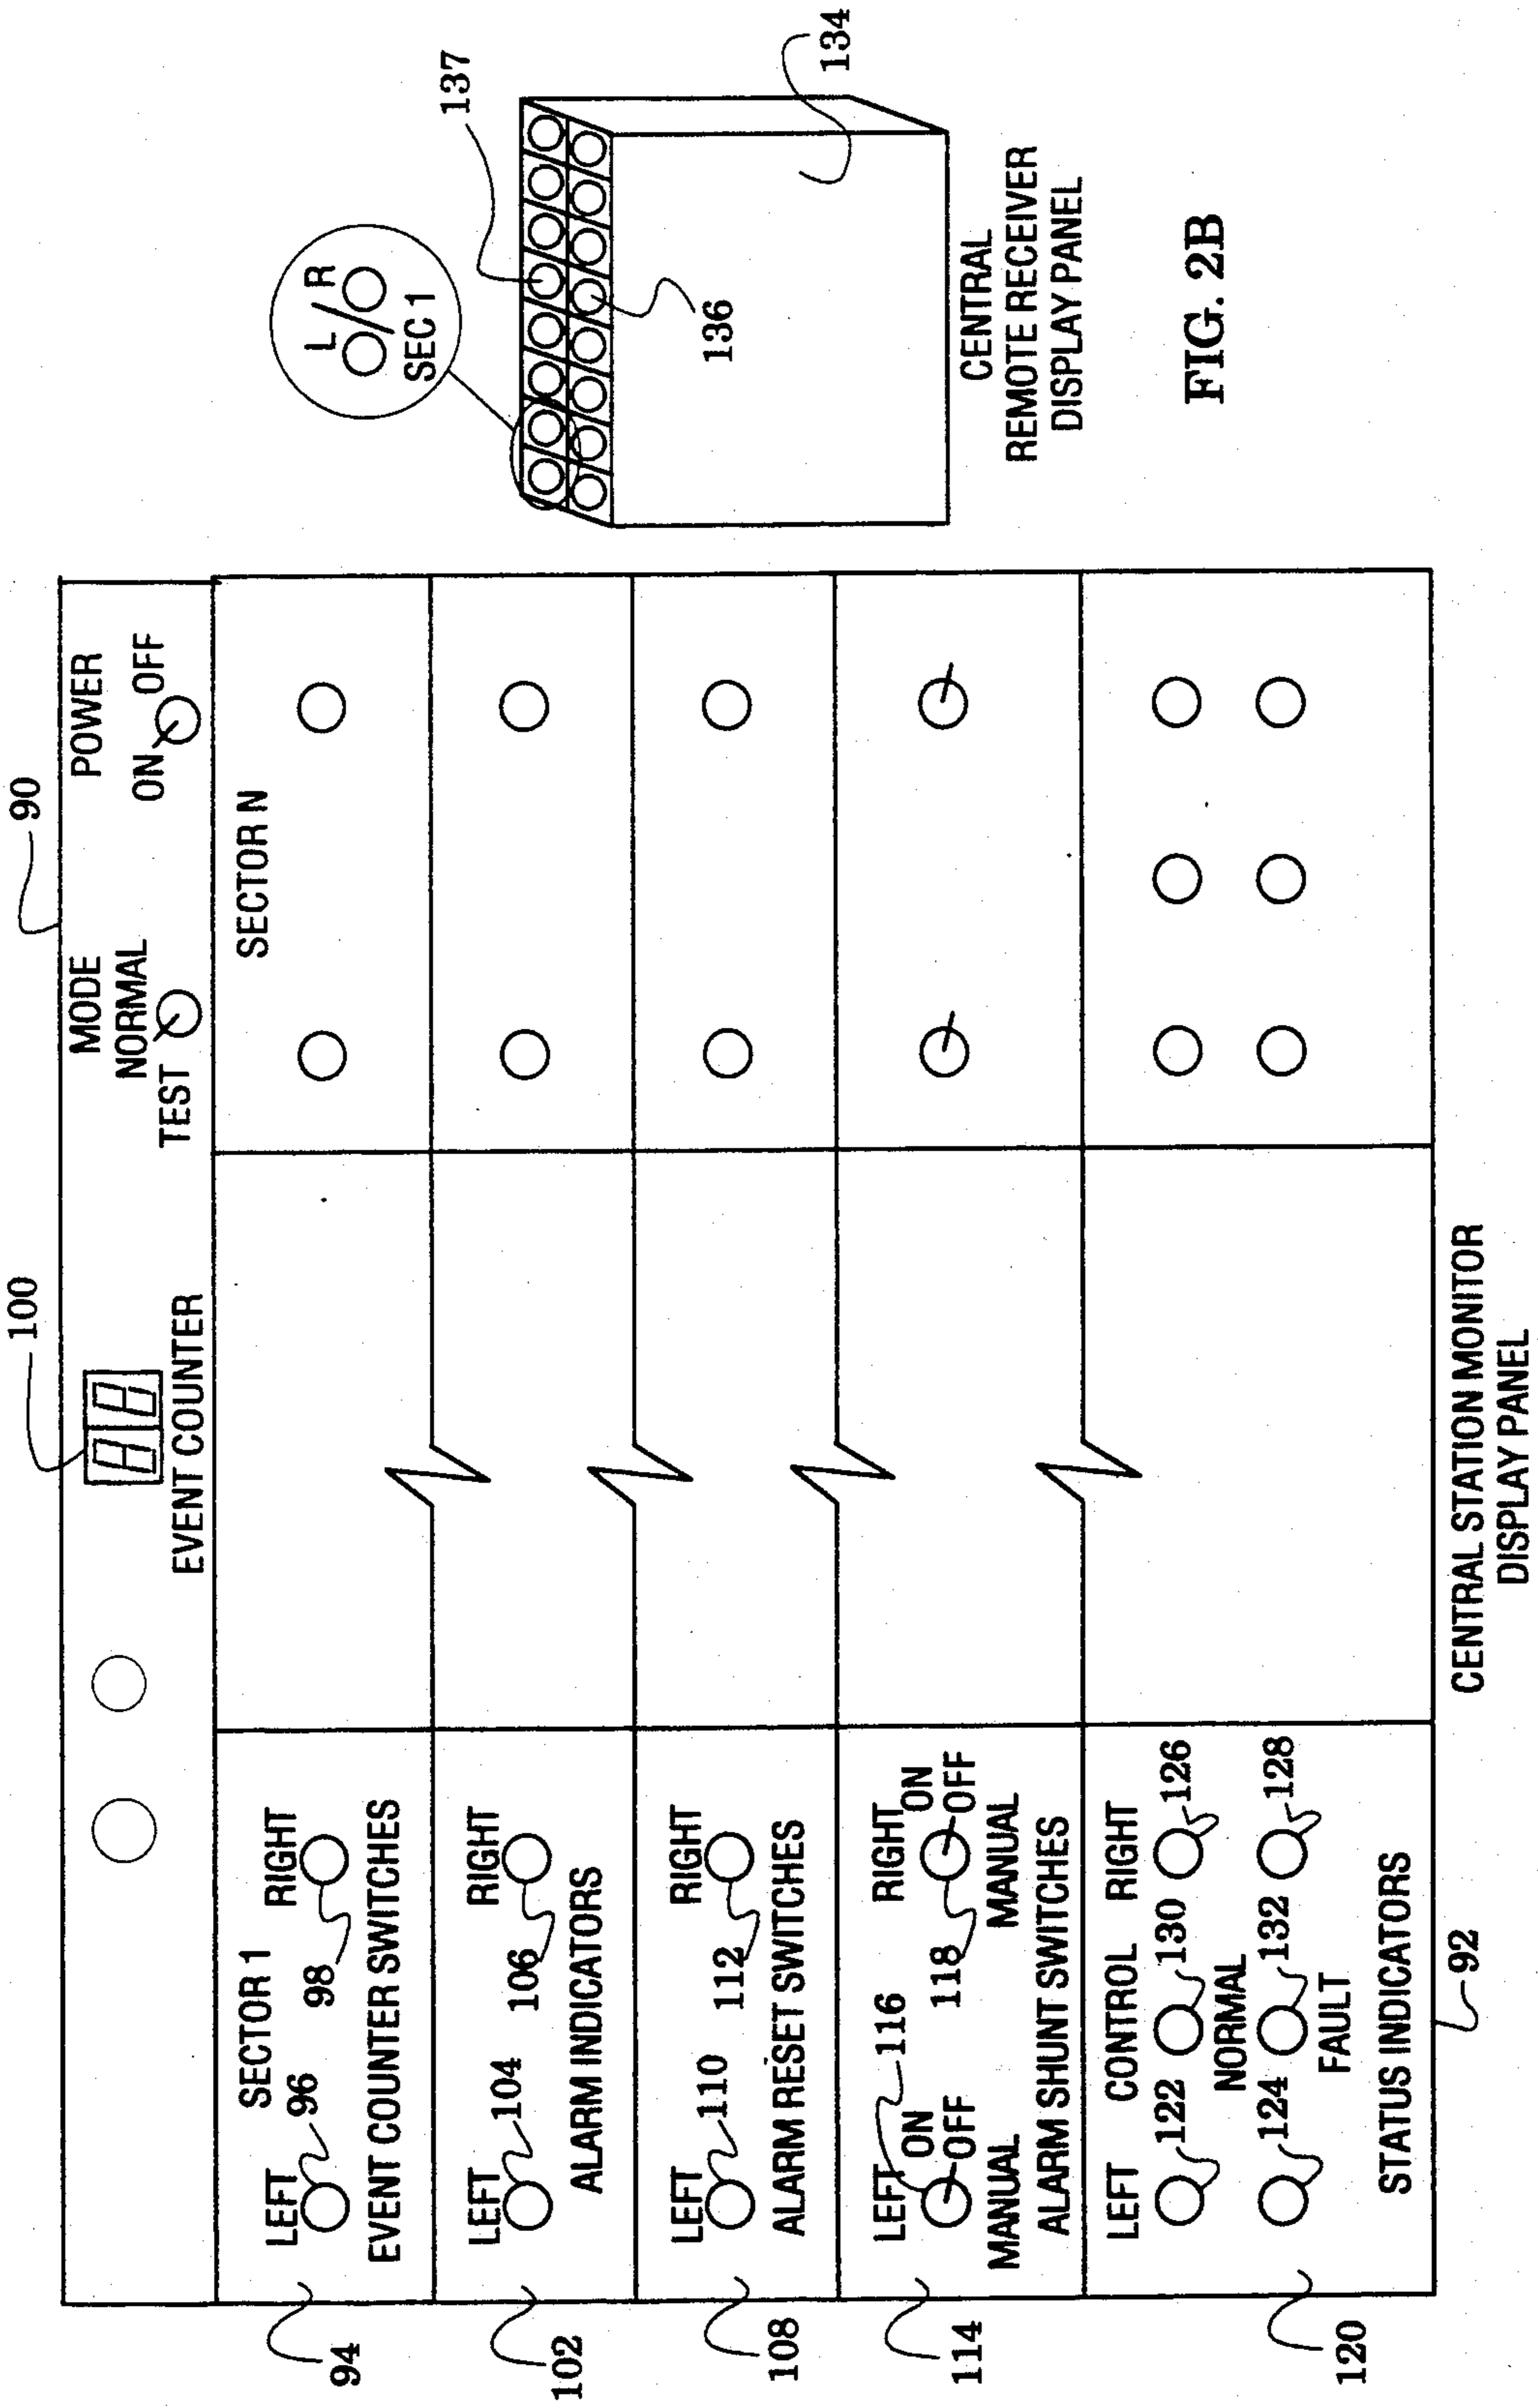 100
90
EVENT COUNTER
MODE
NORMAL
TEST
POWER
ON OFF
SECTOR 1
LEFT 96
98 RIGHT
EVENT COUNTER SWITCHES
94
SECTOR N
LEFT 104
106 RIGHT
ALARM INDICATORS
102
LEFT 110
112 RIGHT
ALARM RESET SWITCHES
108
LEFT ON
OFF
116
MANUAL
118
RIGHT ON
OFF
MANUAL
ALARM SHUNT SWITCHES
114
LEFT CONTROL RIGHT
122 130 126
NORMAL
124 132 128
FAULT
STATUS INDICATORS
120
92
CENTRAL STATION MONITOR
DISPLAY PANEL
L/R
SEC 1
137
136
134
CENTRAL
REMOTE RECEIVER
DISPLAY PANEL
FIG. 2B